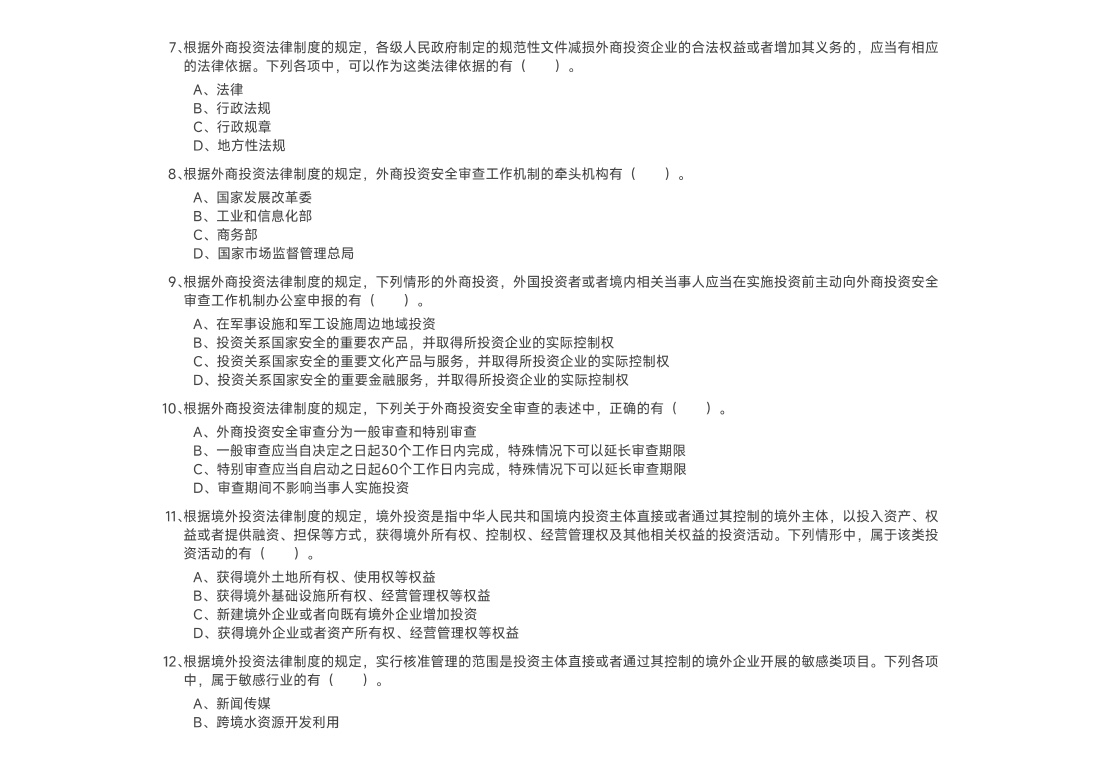 7、根据外商投资法律制度的规定，各级人民政府制定的规范性文件减损外商投资企业的合法权益或者增加其义务的，应当有相应
的法律依据。下列各项中，可以作为这类法律依据的有（　　）。
A、法律
B、行政法规
C、行政规章
D、地方性法规
8、根据外商投资法律制度的规定，外商投资安全审查工作机制的牵头机构有（　　）。
A、国家发展改革委
B、工业和信息化部
C、商务部
D、国家市场监督管理总局
9、根据外商投资法律制度的规定，下列情形的外商投资，外国投资者或者境内相关当事人应当在实施投资前主动向外商投资安全
审查工作机制办公室申报的有（　　）。
A、在军事设施和军工设施周边地域投资
B、投资关系国家安全的重要农产品，并取得所投资企业的实际控制权
C、投资关系国家安全的重要文化产品与服务，并取得所投资企业的实际控制权
D、投资关系国家安全的重要金融服务，并取得所投资企业的实际控制权
10、根据外商投资法律制度的规定，下列关于外商投资安全审查的表述中，正确的有（　　）。
A、外商投资安全审查分为一般审查和特别审查
B、一般审查应当自决定之日起30个工作日内完成，特殊情况下可以延长审查期限
C、特别审查应当自启动之日起60个工作日内完成，特殊情况下可以延长审查期限
D、审查期间不影响当事人实施投资
11、根据境外投资法律制度的规定，境外投资是指中华人民共和国境内投资主体直接或者通过其控制的境外主体，以投入资产、权
益或者提供融资、担保等方式，获得境外所有权、控制权、经营管理权及其他相关权益的投资活动。下列情形中，属于该类投
资活动的有（　　）。
A、获得境外土地所有权、使用权等权益
B、获得境外基础设施所有权、经营管理权等权益
C、新建境外企业或者向既有境外企业增加投资
D、获得境外企业或者资产所有权、经营管理权等权益
12、根据境外投资法律制度的规定，实行核准管理的范围是投资主体直接或者通过其控制的境外企业开展的敏感类项目。下列各项
中，属于敏感行业的有（　　）。
A、新闻传媒
B、跨境水资源开发利用